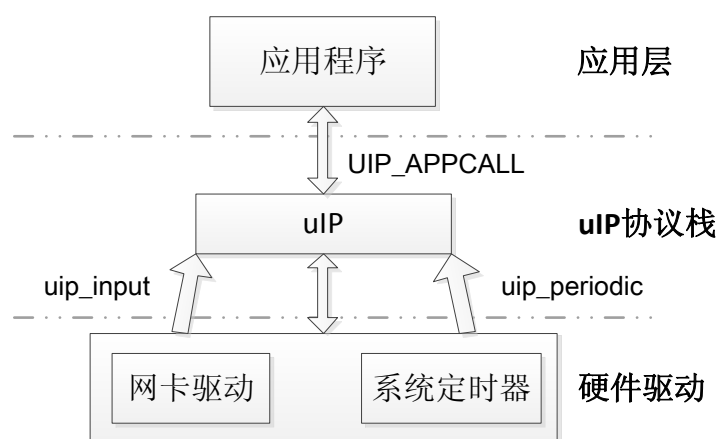 应用程序
应用层
UIP_APPCALL
uIP
uIP协议栈
uip_input
uip_periodic
网卡驱动
系统定时器
硬件驱动